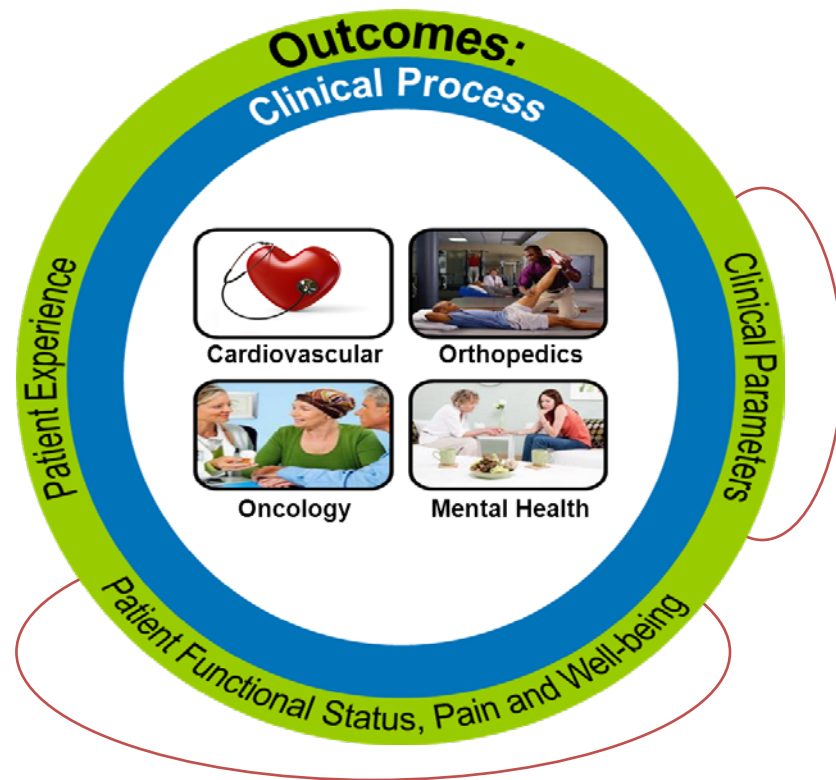 Outcomes:
Clinical Process
Patient Experience
Clinical Parameters
Cardiovascular
Orthopedics
Oncology
Mental Health
Patient Functional Status, Pain and Well-being